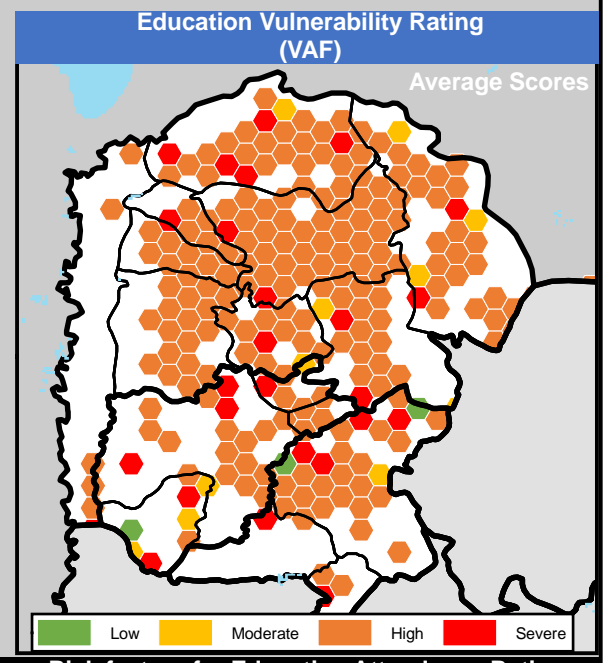 Education Vulnerability Rating
(VAF)
Average Scores
Low Moderate High Severe